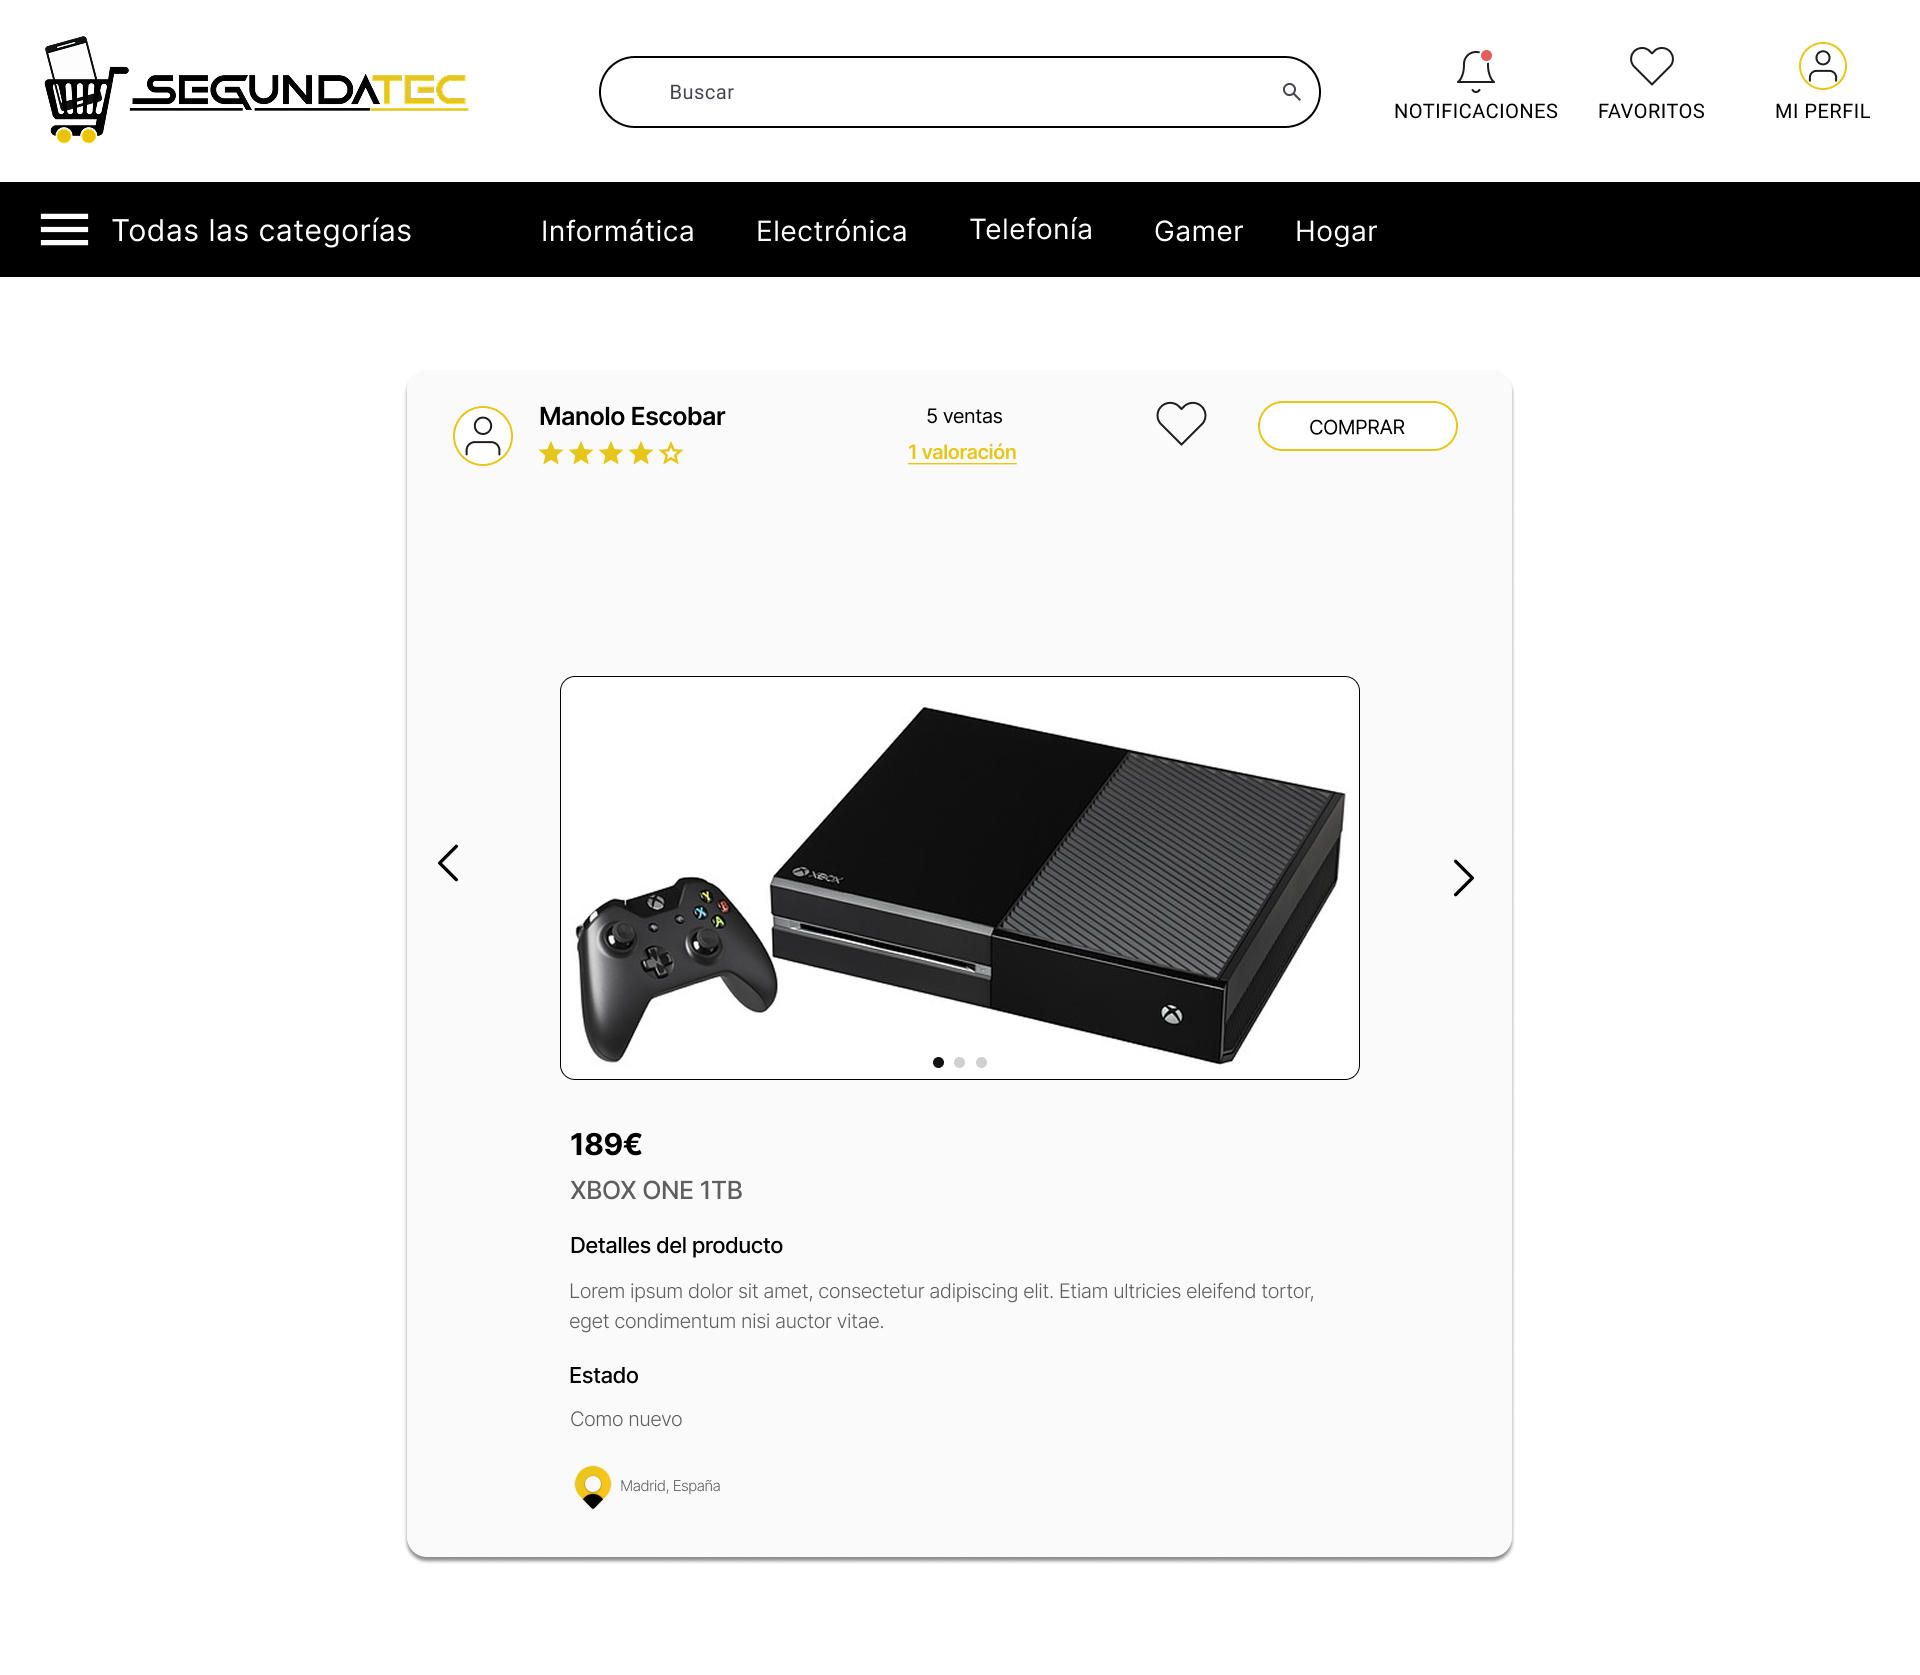 SEGUNDATEC
Buscar
NOTIFICACIONES
FAVORITOS
MI PERFIL
Todas las categorías
Informática
Electrónica
Telefonía
Gamer
Hogar
Manolo Escobar
5 ventas
1 valoración
COMPRAR
XBOX
Y
X
B
A
189€
XBOX ONE 1TB
Detalles del producto
Lorem ipsum dolor sit amet, consectetur adipiscing elit. Etiam ultricies eleifend tortor,
eget condimentum nisi auctor vitae.
Estado
Como nuevo
Madrid, España